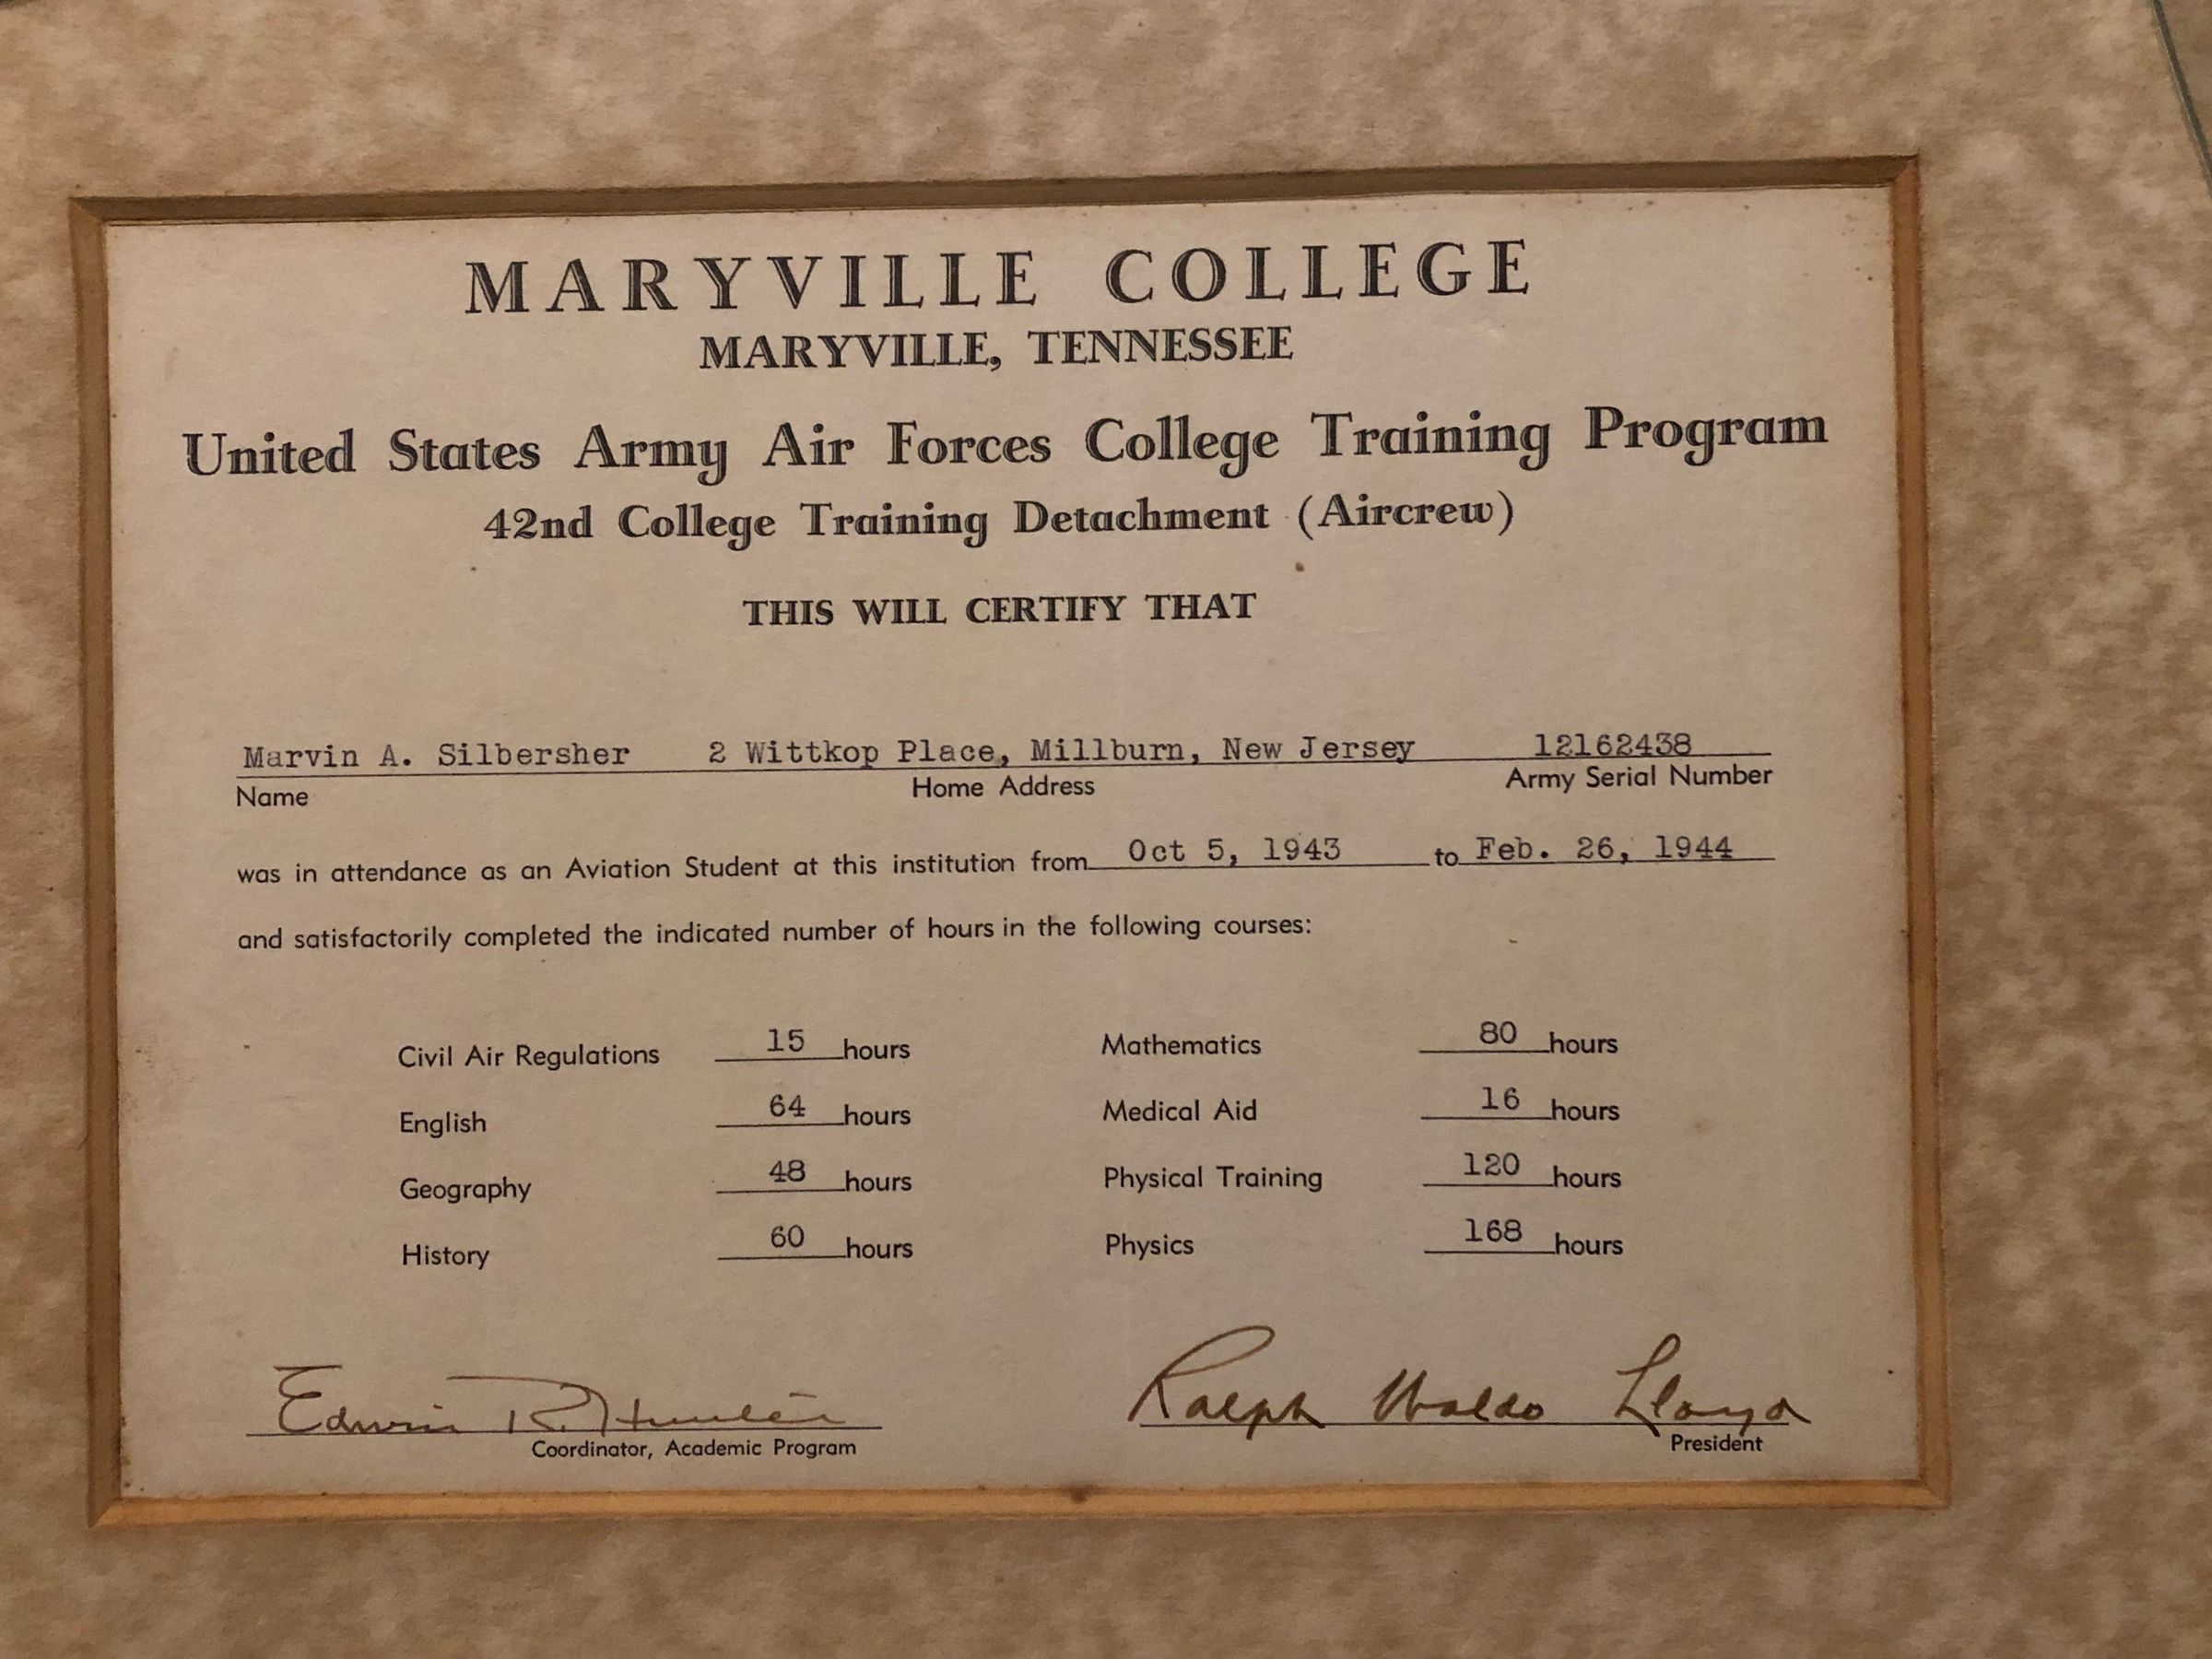 MARYVILLE COLLEGE
MARYVILLE, TENNESSEE
United States Army Air Forces College Training Program
42nd College Training Detachment (Aircrew)
THIS WILL CERTIFY THAT
Marvin A. Silbersher 2 Wittkop Place, Millburn, New Jersey 12162438
Name Home Address Army Serial Number
was in attendance as an Aviation Student at this institution from Oct 5, 1943 to Feb. 26, 1944
and satisfactorily completed the indicated number of hours in the following courses:
Civil Air Regulations 15 hours Mathematics 80 hours
English 64 hours Medical Aid 16 hours
Geography 48 hours Physical Training 120 hours
History 60 hours Physics 168 hours
Edwin R. Hunter Ralph Waldo Lloyd
Coordinator, Academic Program President